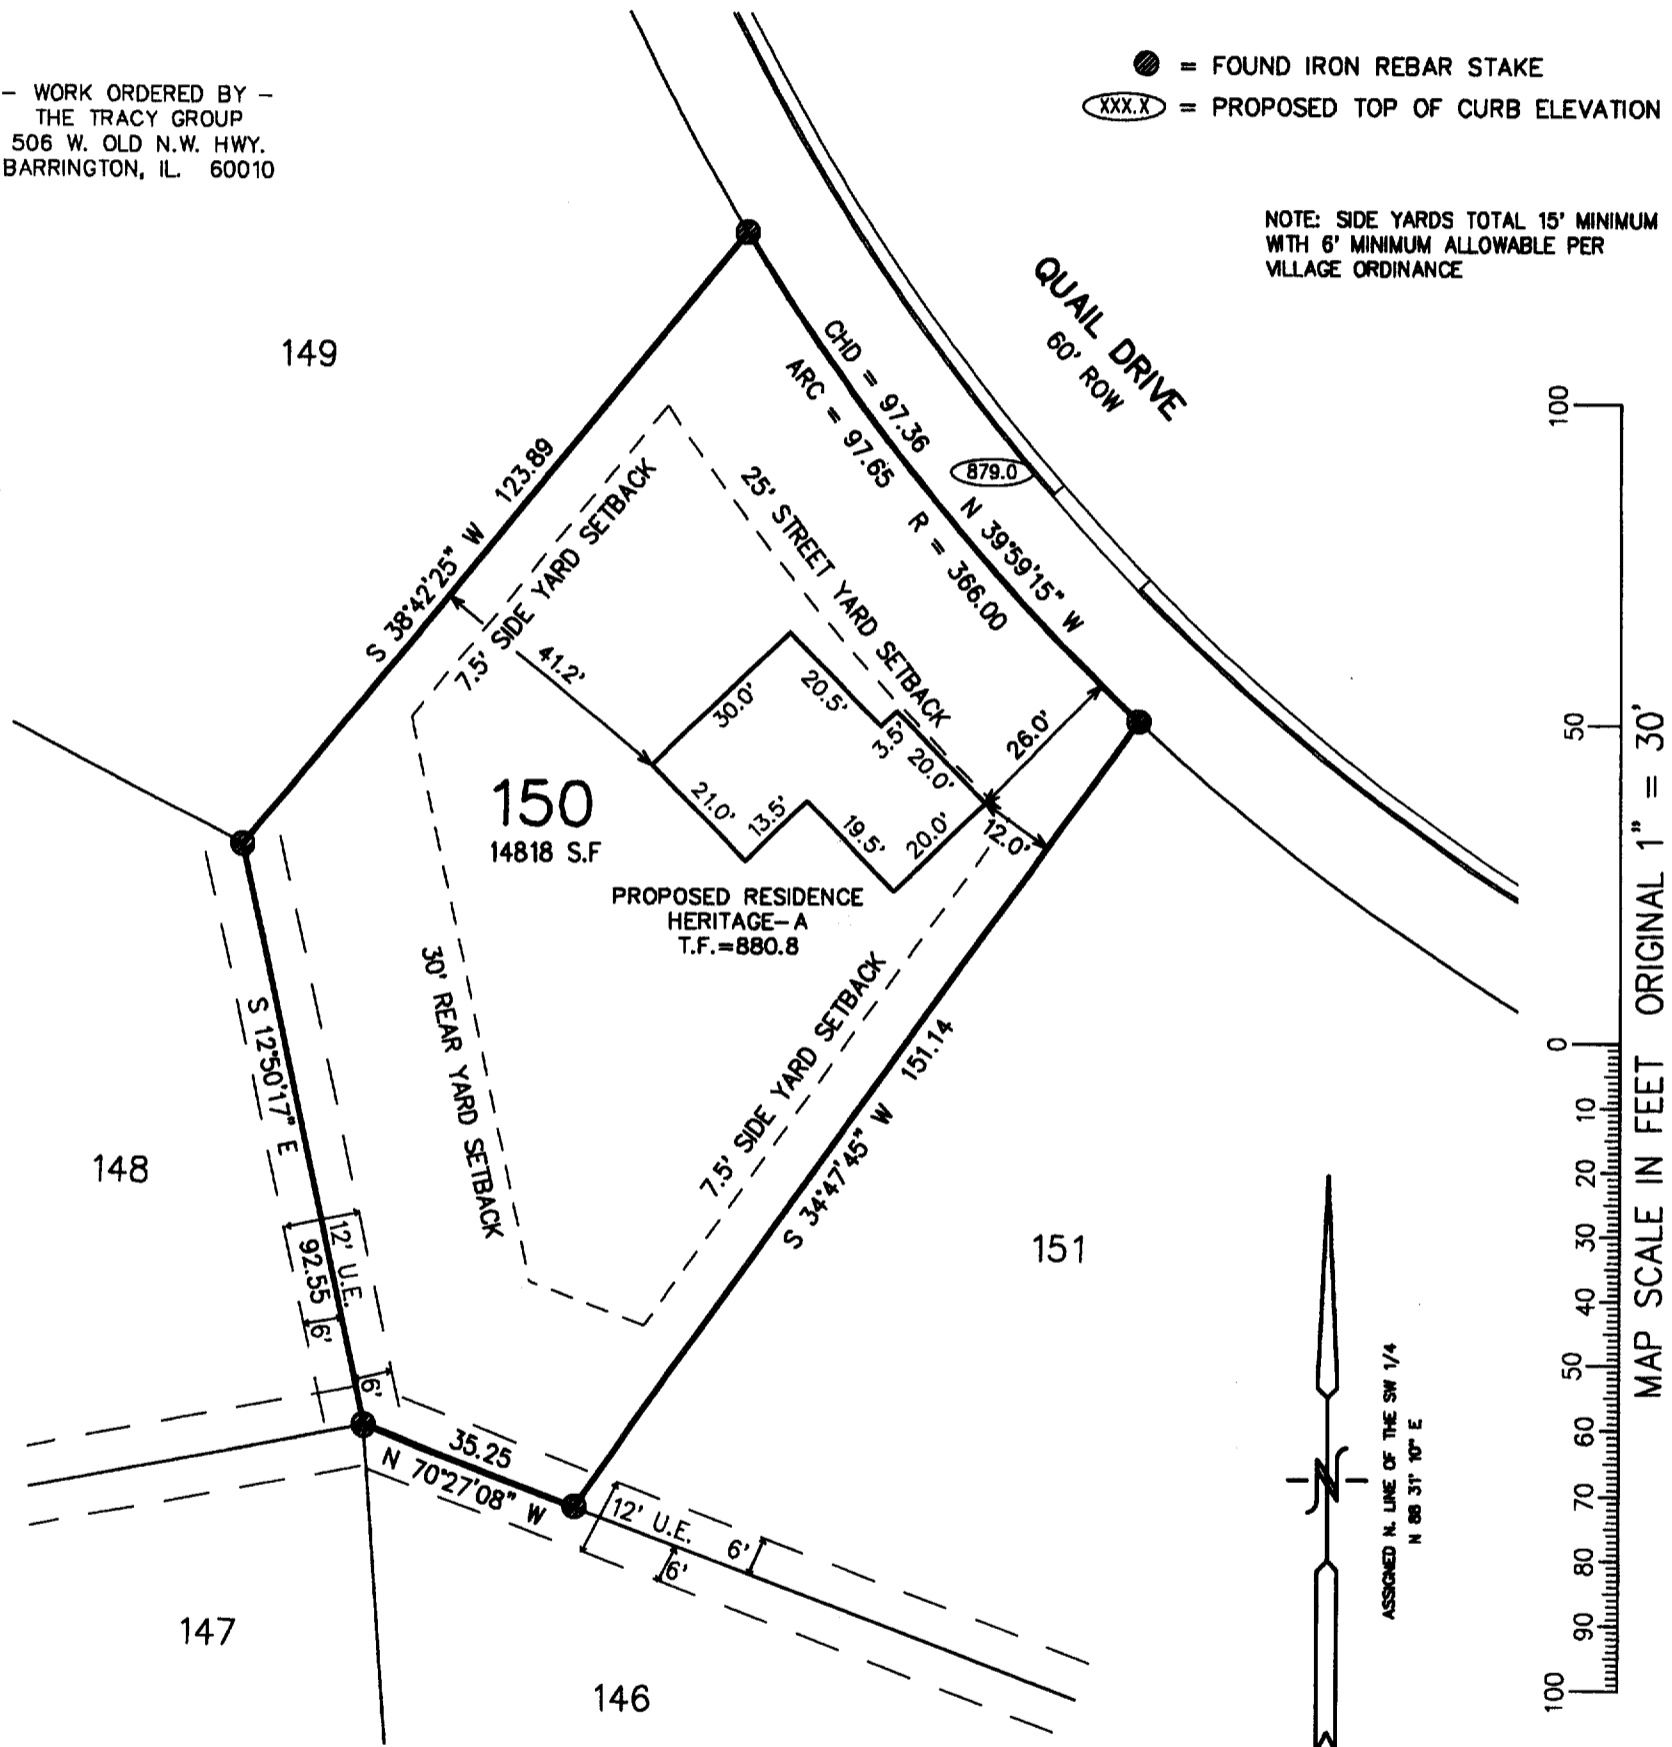 - WORK ORDERED BY -
THE TRACY GROUP
506 W. OLD N.W. HWY.
BARRINGTON, IL. 60010
= FOUND IRON REBAR STAKE
XXX.X = PROPOSED TOP OF CURB ELEVATION
NOTE: SIDE YARDS TOTAL 15' MINIMUM
WITH 6' MINIMUM ALLOWABLE PER
VILLAGE ORDINANCE
QUAIL DRIVE
60' ROW
149
CHD = 97.36
ARC = 97.65
R = 366.00
N 39°59'15" W
879.0
S 38°42'25" W 123.89
7.5' SIDE YARD SETBACK
25' STREET YARD SETBACK
41.2'
30.0'
20.5'
3.5'
20.0'
26.0'
12.0'
21.0'
13.5'
19.5'
20.0'
150
14818 S.F
PROPOSED RESIDENCE
HERITAGE-A
T.F.=880.8
30' REAR YARD SETBACK
7.5' SIDE YARD SETBACK
S 34°47'45" W 151.14
S 12°50'17" E
92.55
12' U.E.
6'
6'
148
151
35.25
N 70°27'08" W
12' U.E.
6'
6'
147
146
ASSIGNED N. LINE OF THE SW 1/4
N 88 31' 10" E
N
100
50
0
10
20
30
40
50
60
70
80
90
100
MAP SCALE IN FEET ORIGINAL 1" = 30'